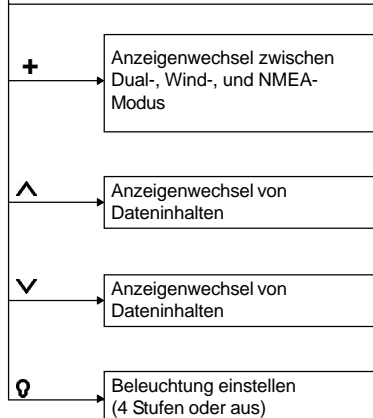 +
Anzeigenwechsel zwischen
Dual-, Wind-, und NMEA-
Modus
Anzeigenwechsel von
Dateninhalten
Anzeigenwechsel von
Dateninhalten
Beleuchtung einstellen
(4 Stufen oder aus)